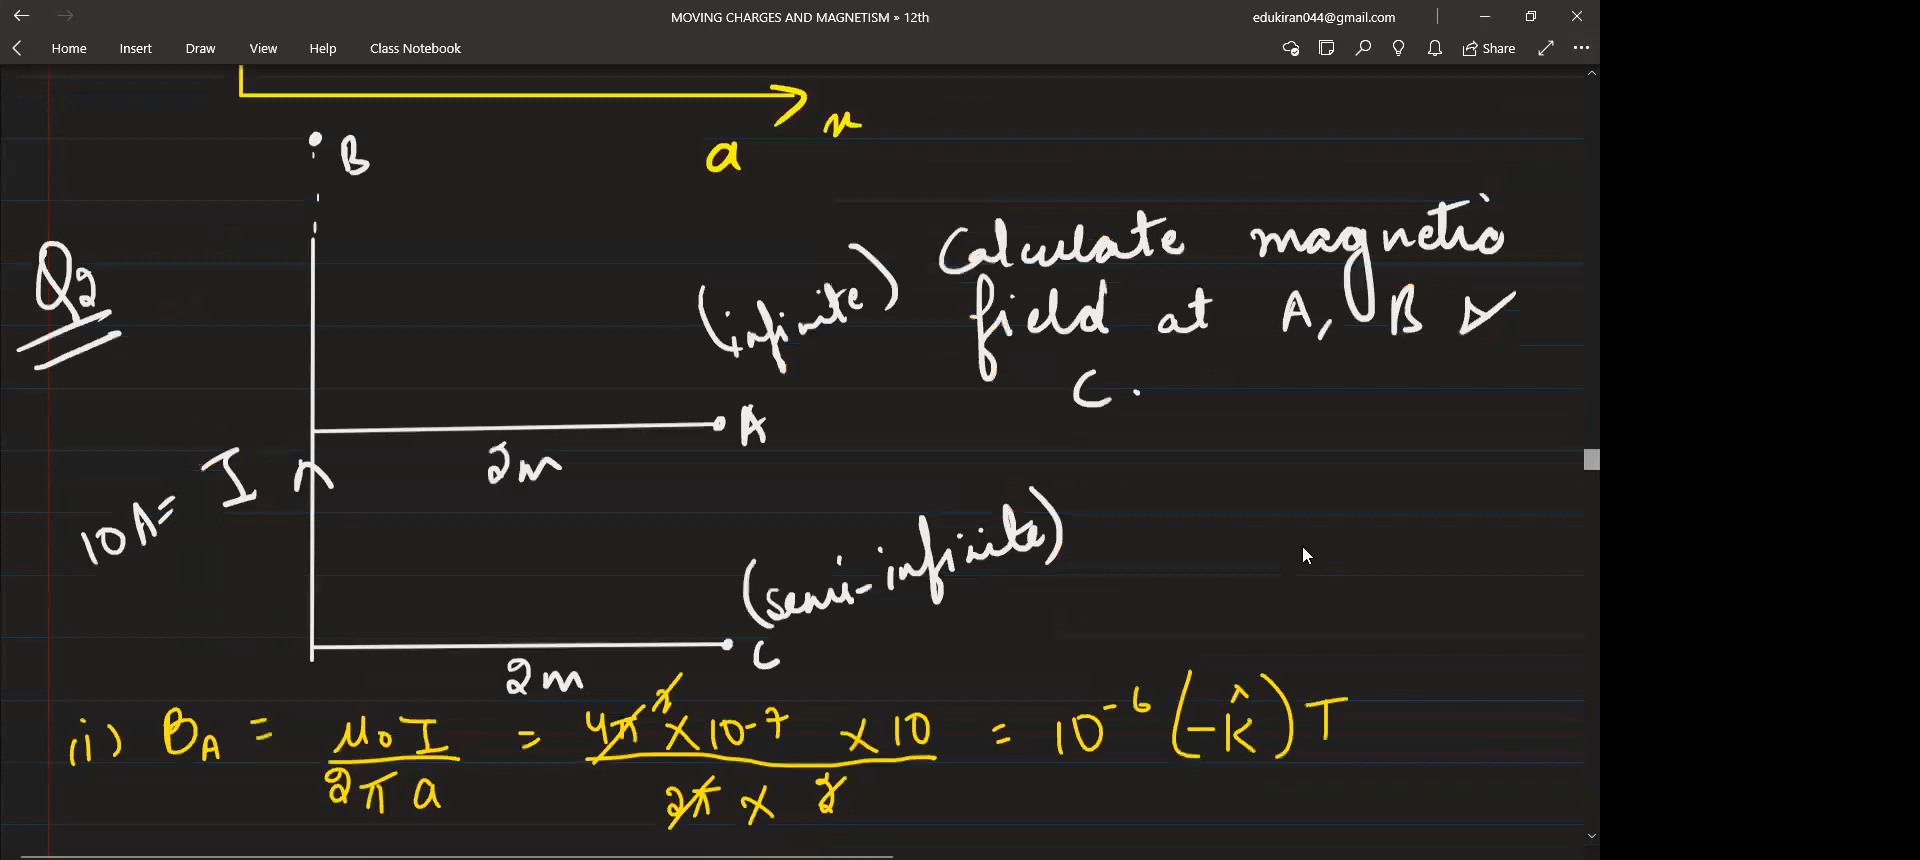 MOVING CHARGES AND MAGNETISM » 12th
edukiran044@gmail.com
Home Insert Draw View Help Class Notebook
Share
x
a
B
Q2
(infinite)
Calculate magnetic
field at A, B &
C.
A
2m
10A= I
(semi-infinite)
C
2m
(i) B_A = μ₀I / 2πa = 4π × 10-7 × 10 / 2π × 2 = 10⁻⁶ (-k̂) T